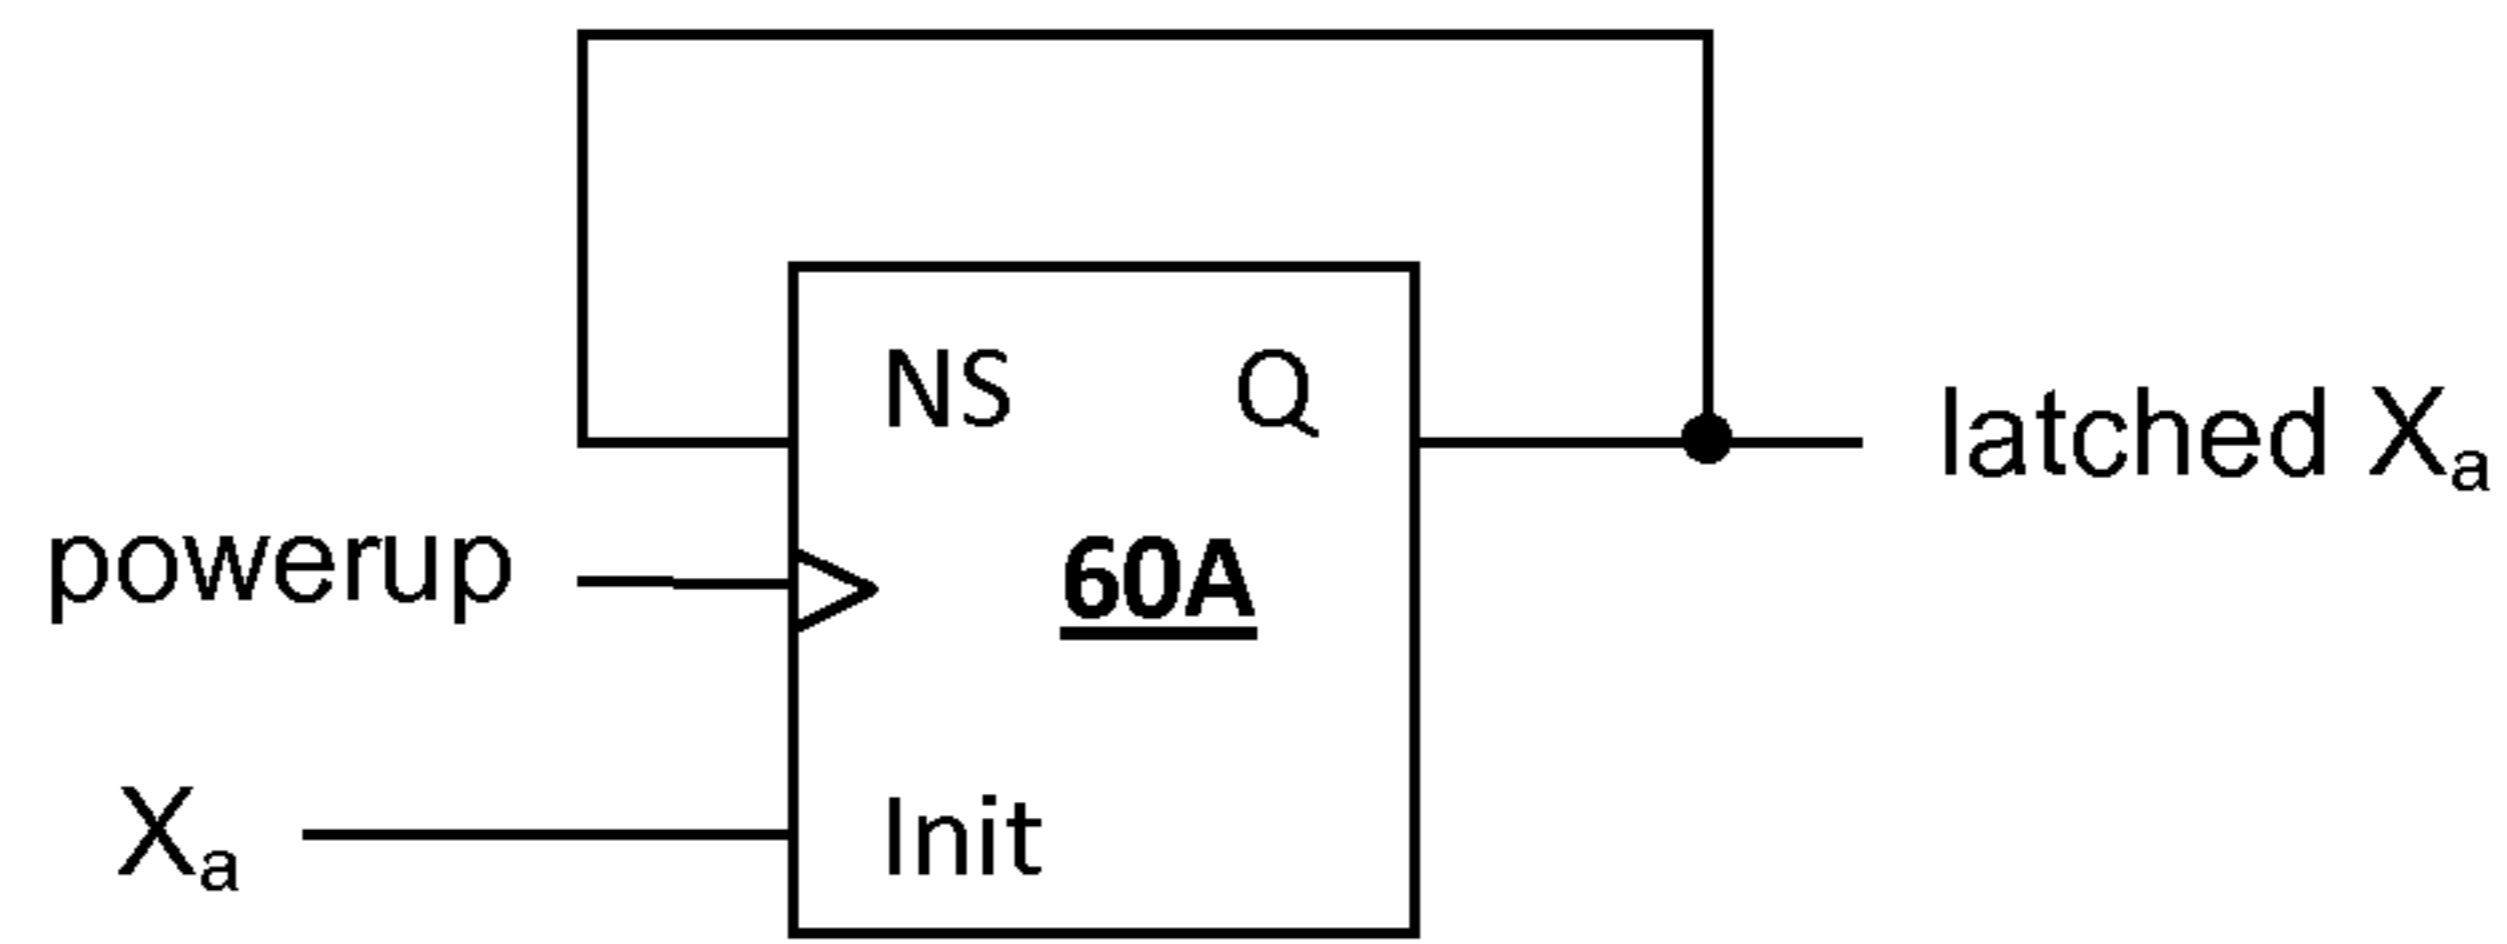 NS Q
latched Xₐ
powerup
60A
Xₐ
Init